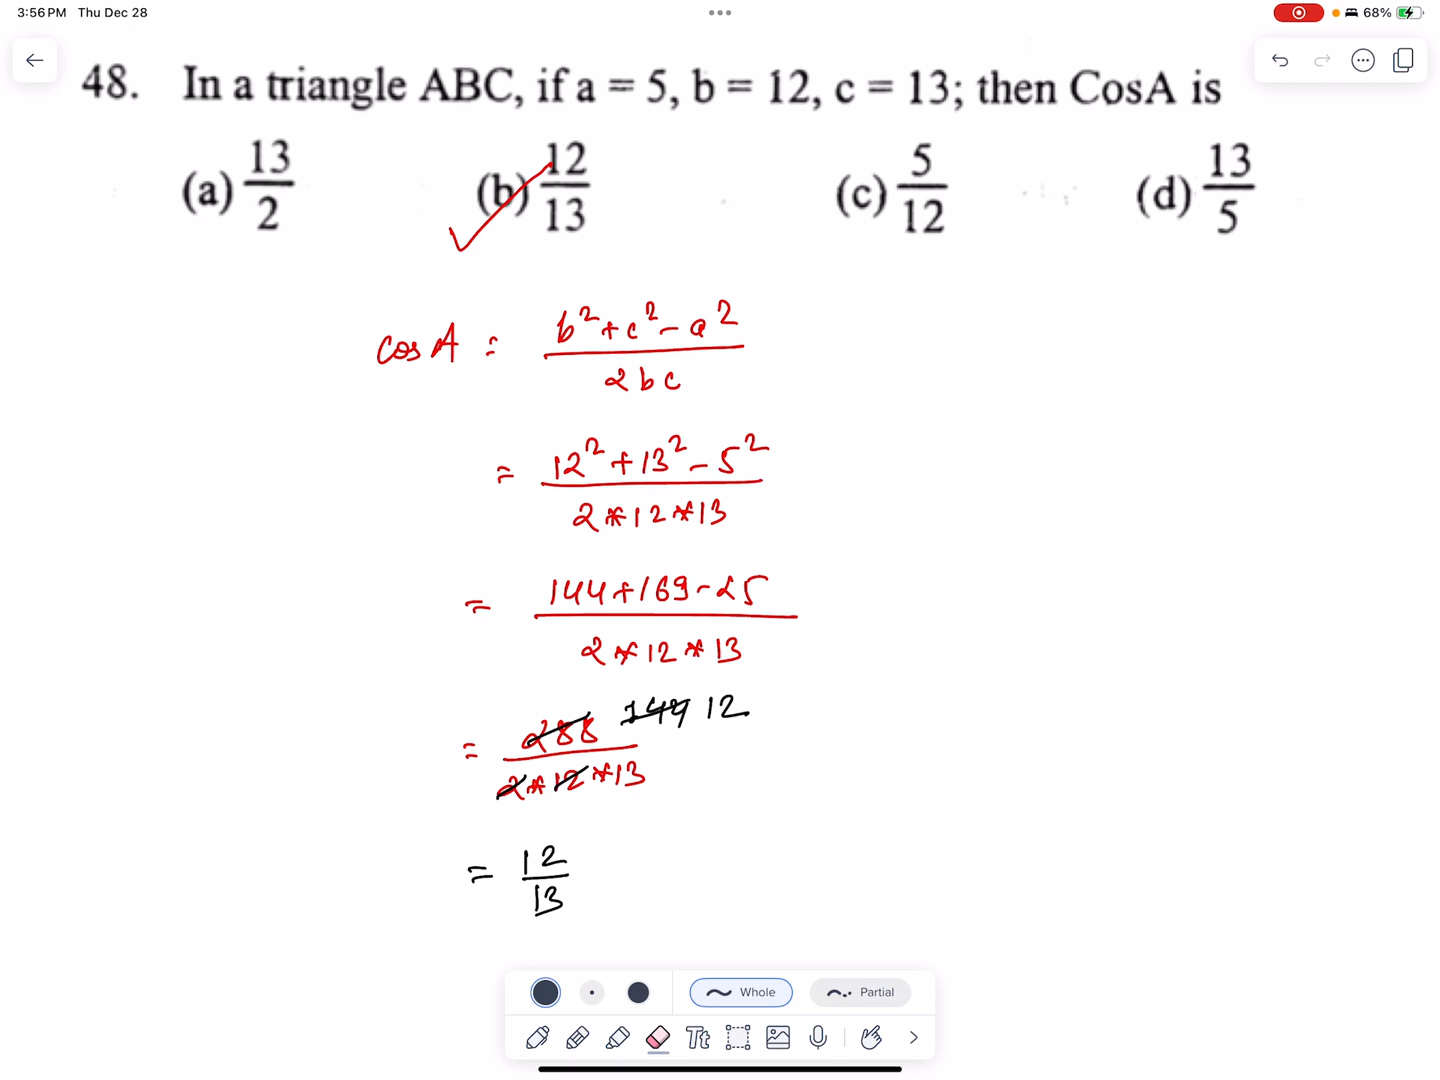 3:56 PM Thu Dec 28
68%
48. In a triangle ABC, if a = 5, b = 12, c = 13; then CosA is
(a) 13/2 (b) 12/13 (c) 5/12 (d) 13/5
cos A = (b² + c² - a²) / (2bc)
= (12² + 13² - 5²) / (2*12*13)
= (144+169-25) / (2*12*13)
= 288 144 12 / (2*12*13)
= 12/13
Whole Partial
Tt